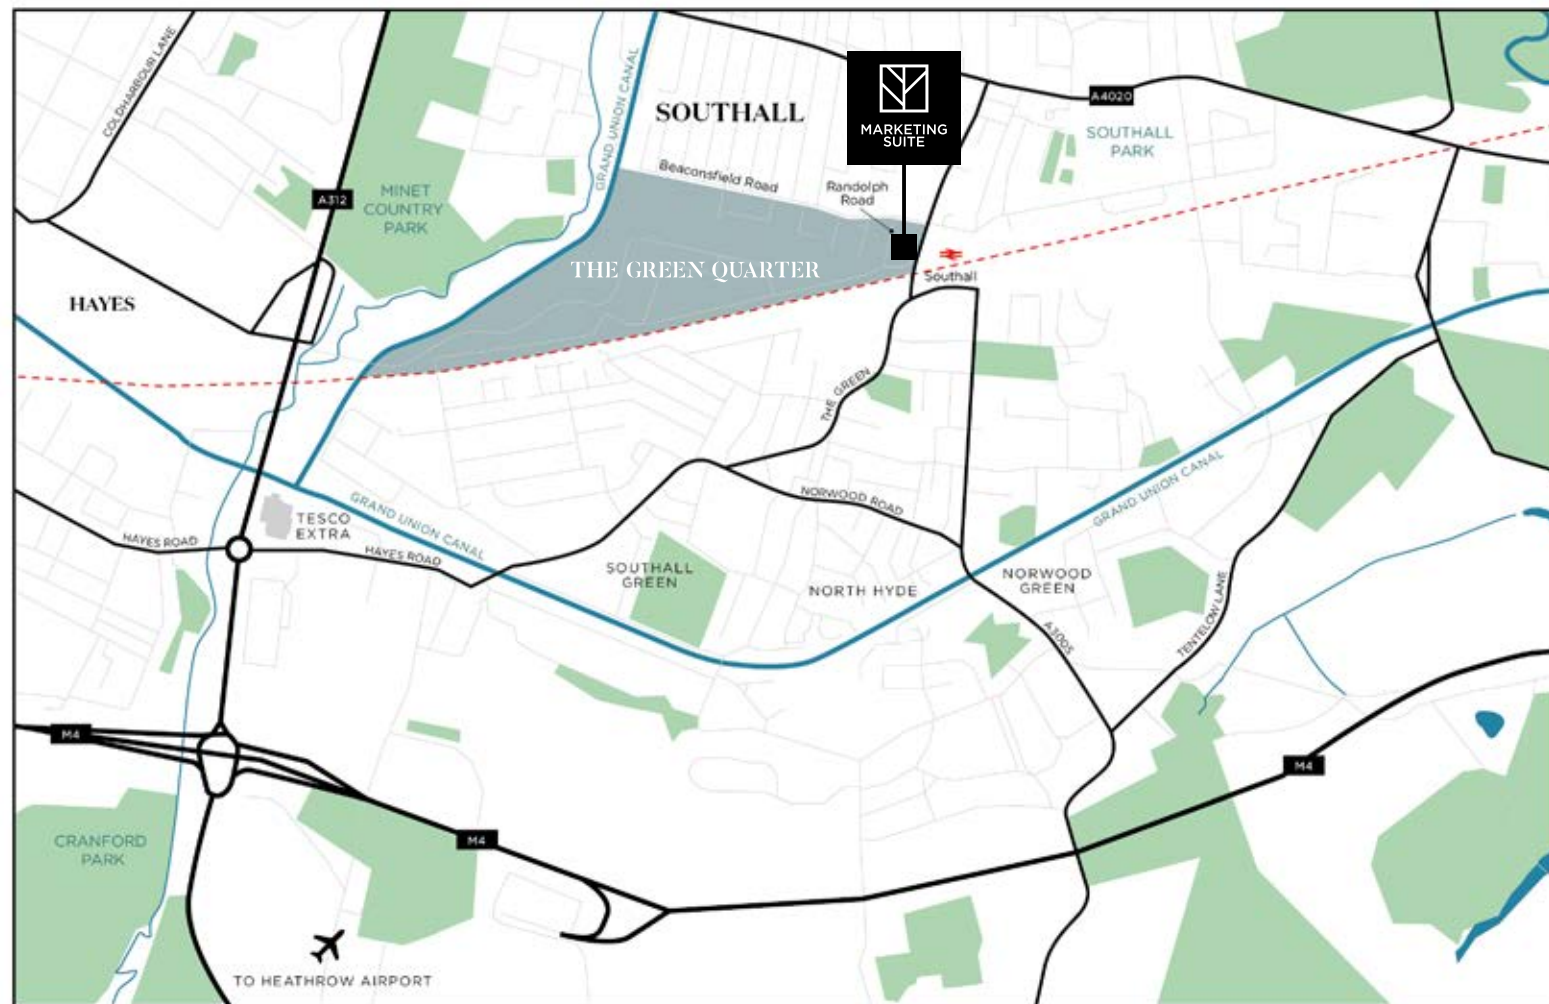 COLDHARBOUR LANE
GRAND UNION CANAL
SOUTHALL
MARKETING
SUITE
A4020
SOUTHALL
PARK
Beaconsfield Road
Randolph
Road
A312
MINET
COUNTRY
PARK
THE GREEN QUARTER
Southall
HAYES
THE GREEN
NORWOOD ROAD
GRAND UNION CANAL
GRAND UNION CANAL
TESCO
EXTRA
HAYES ROAD
HAYES ROAD
SOUTHALL
GREEN
NORTH HYDE
NORWOOD
GREEN
A3005
TENTELOW LANE
M4
M4
M4
CRANFORD
PARK
TO HEATHROW AIRPORT